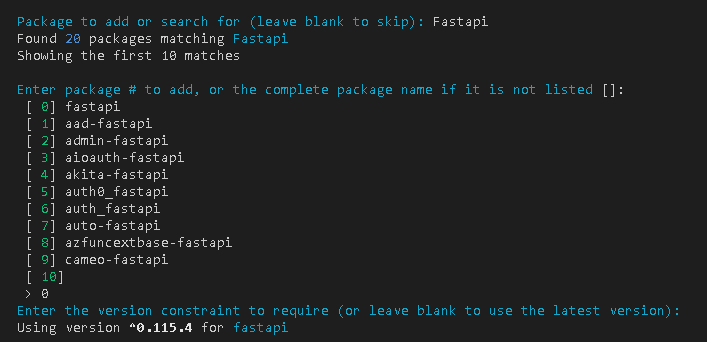 Package to add or search for (leave blank to skip): Fastapi
Found 20 packages matching Fastapi
Showing the first 10 matches
Enter package # to add, or the complete package name if it is not listed []:
[ 0] fastapi
[ 1] aad-fastapi
[ 2] admin-fastapi
[ 3] aioauth-fastapi
[ 4] akita-fastapi
[ 5] auth0_fastapi
[ 6] auth_fastapi
[ 7] auto-fastapi
[ 8] azfuncextbase-fastapi
[ 9] cameo-fastapi
[ 10]
> 0
Enter the version constraint to require (or leave blank to use the latest version):
Using version ^0.115.4 for fastapi